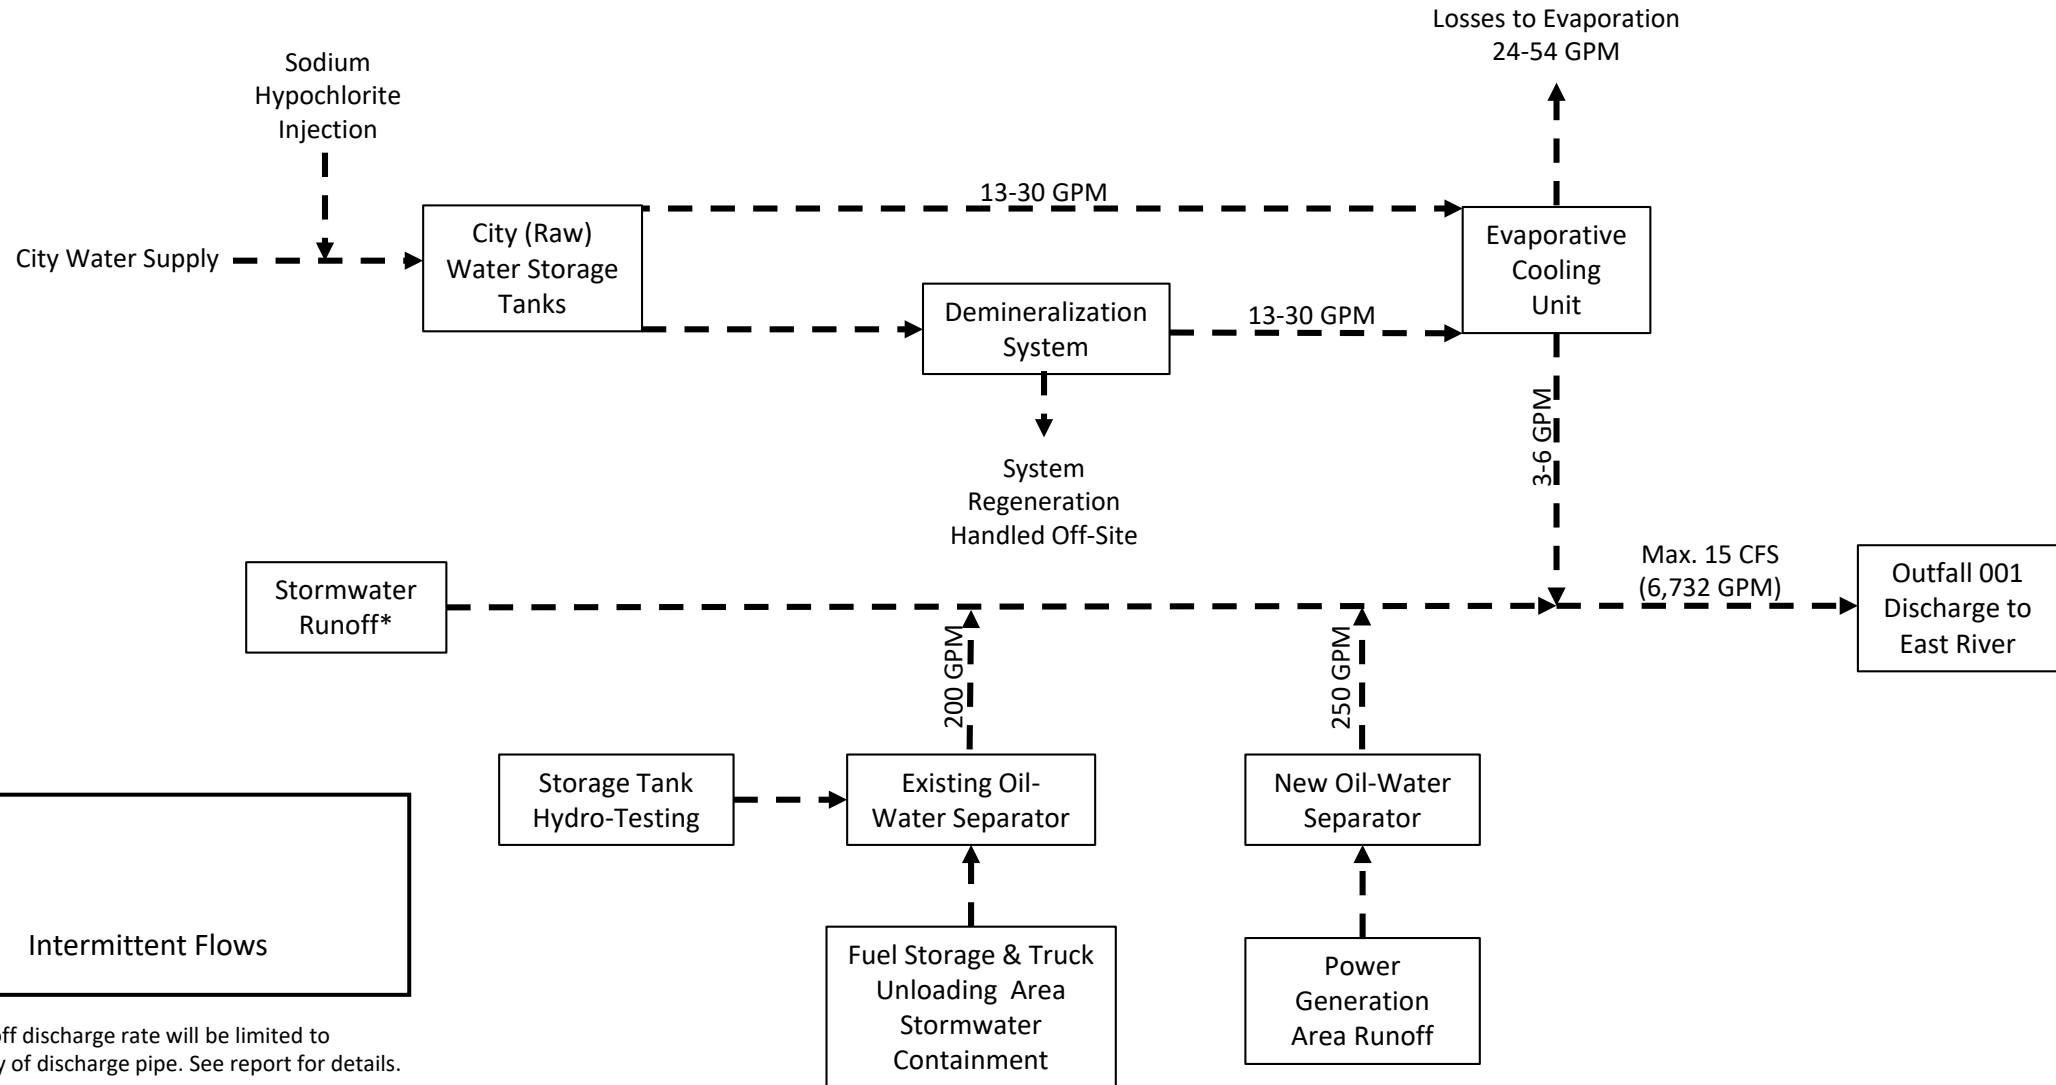 Losses to Evaporation
24-54 GPM
Sodium
Hypochlorite
Injection
13-30 GPM
City Water Supply
City (Raw)
Water Storage
Tanks
Evaporative
Cooling
Unit
Demineralization
System
13-30 GPM
3-6 GPM
System
Regeneration
Handled Off-Site
Stormwater
Runoff*
Max. 15 CFS
(6,732 GPM)
Outfall 001
Discharge to
East River
200 GPM
250 GPM
Storage Tank
Hydro-Testing
Existing Oil-
Water Separator
New Oil-Water
Separator
Intermittent Flows
Fuel Storage & Truck
Unloading Area
Stormwater
Containment
Power
Generation
Area Runoff
discharge rate will be limited to
of discharge pipe. See report for details.